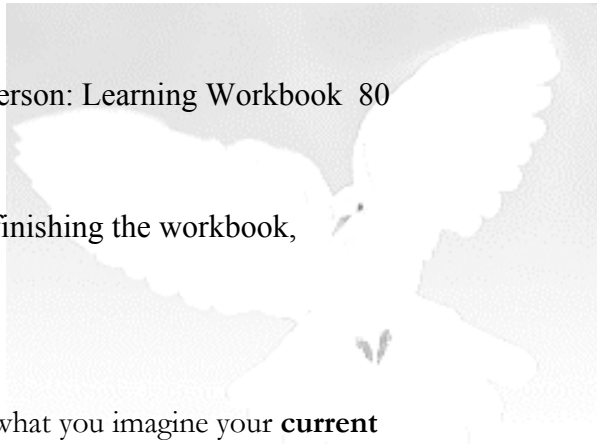 erson: Learning Workbook 80
finishing the workbook,
what you imagine your current